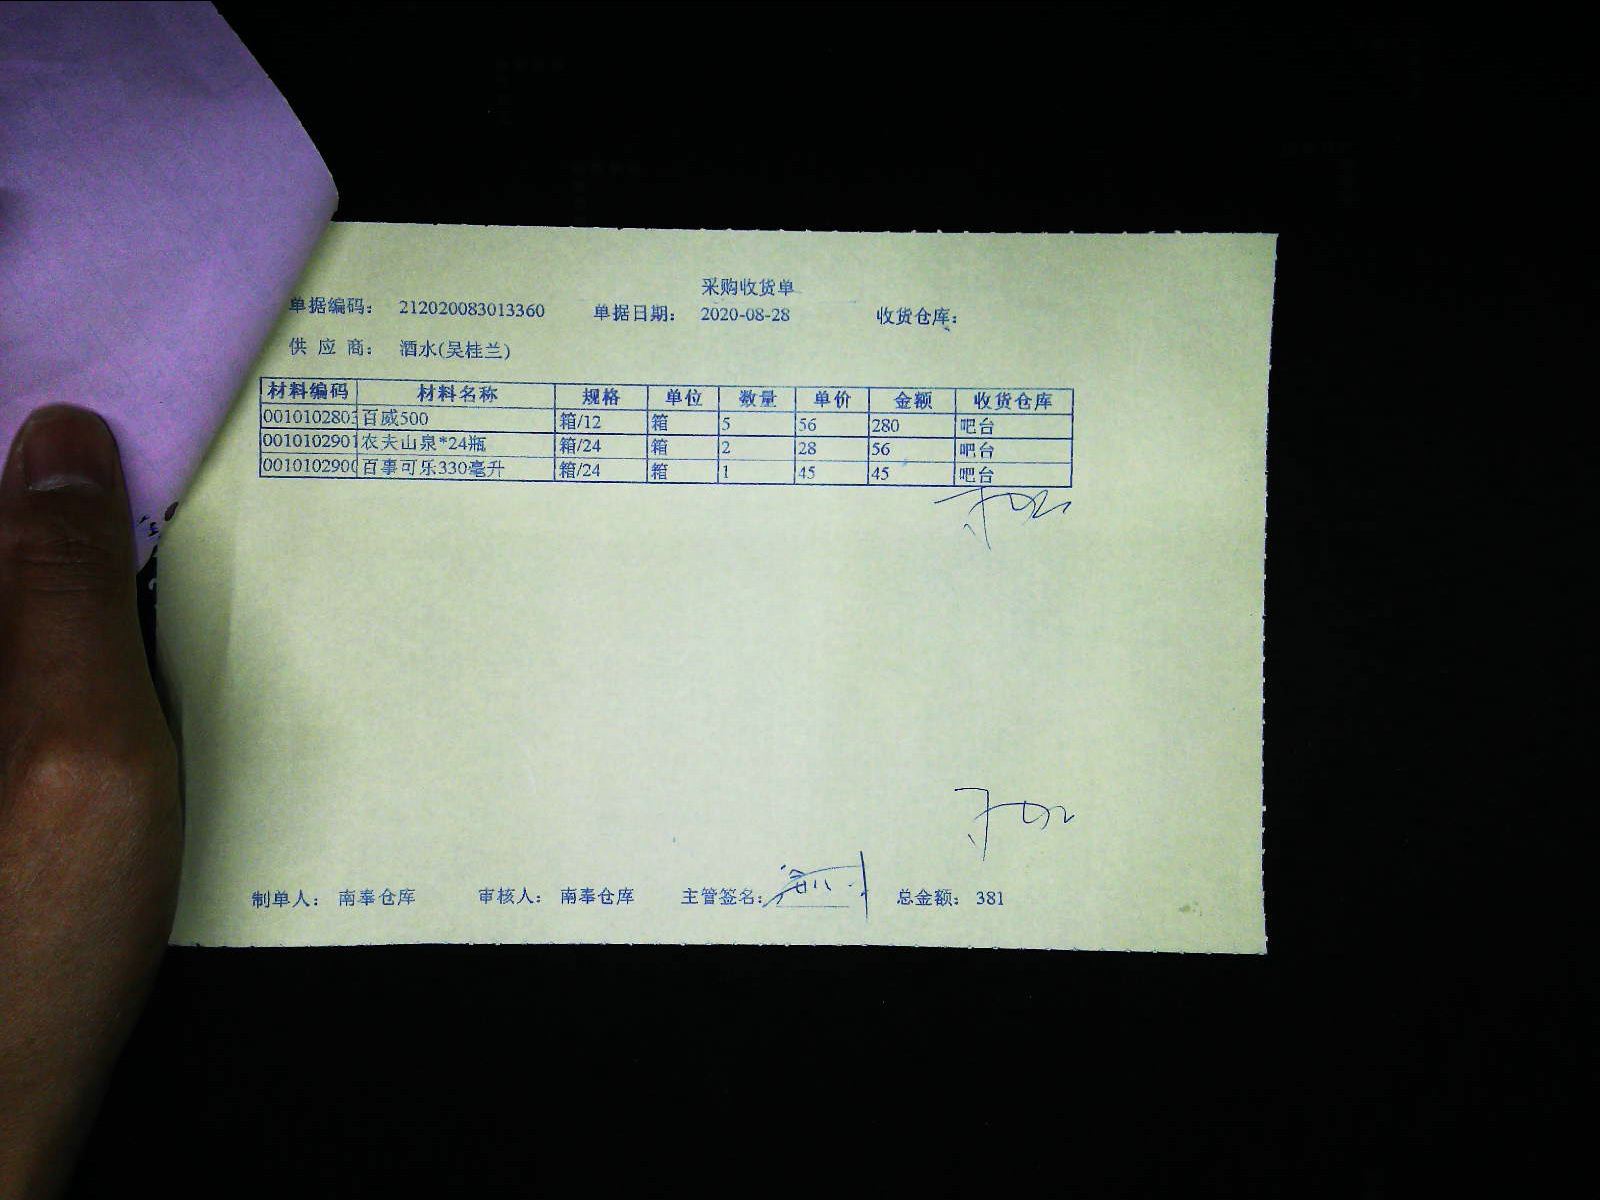 采购收货单
单据编码： 212020083013360 单据日期： 2020-08-28 收货仓库：
供 应 商： 酒水(吴桂兰)
材料编码 材料名称 规格 单位 数量 单价 金额 收货仓库
0010102803 百威500 箱/12 箱 5 56 280 吧台
0010102901 农夫山泉*24瓶 箱/24 箱 2 28 56 吧台
0010102900 百事可乐330毫升 箱/24 箱 1 45 45 吧台
制单人： 南奉仓库 审核人： 南奉仓库 主管签名： 总金额： 381